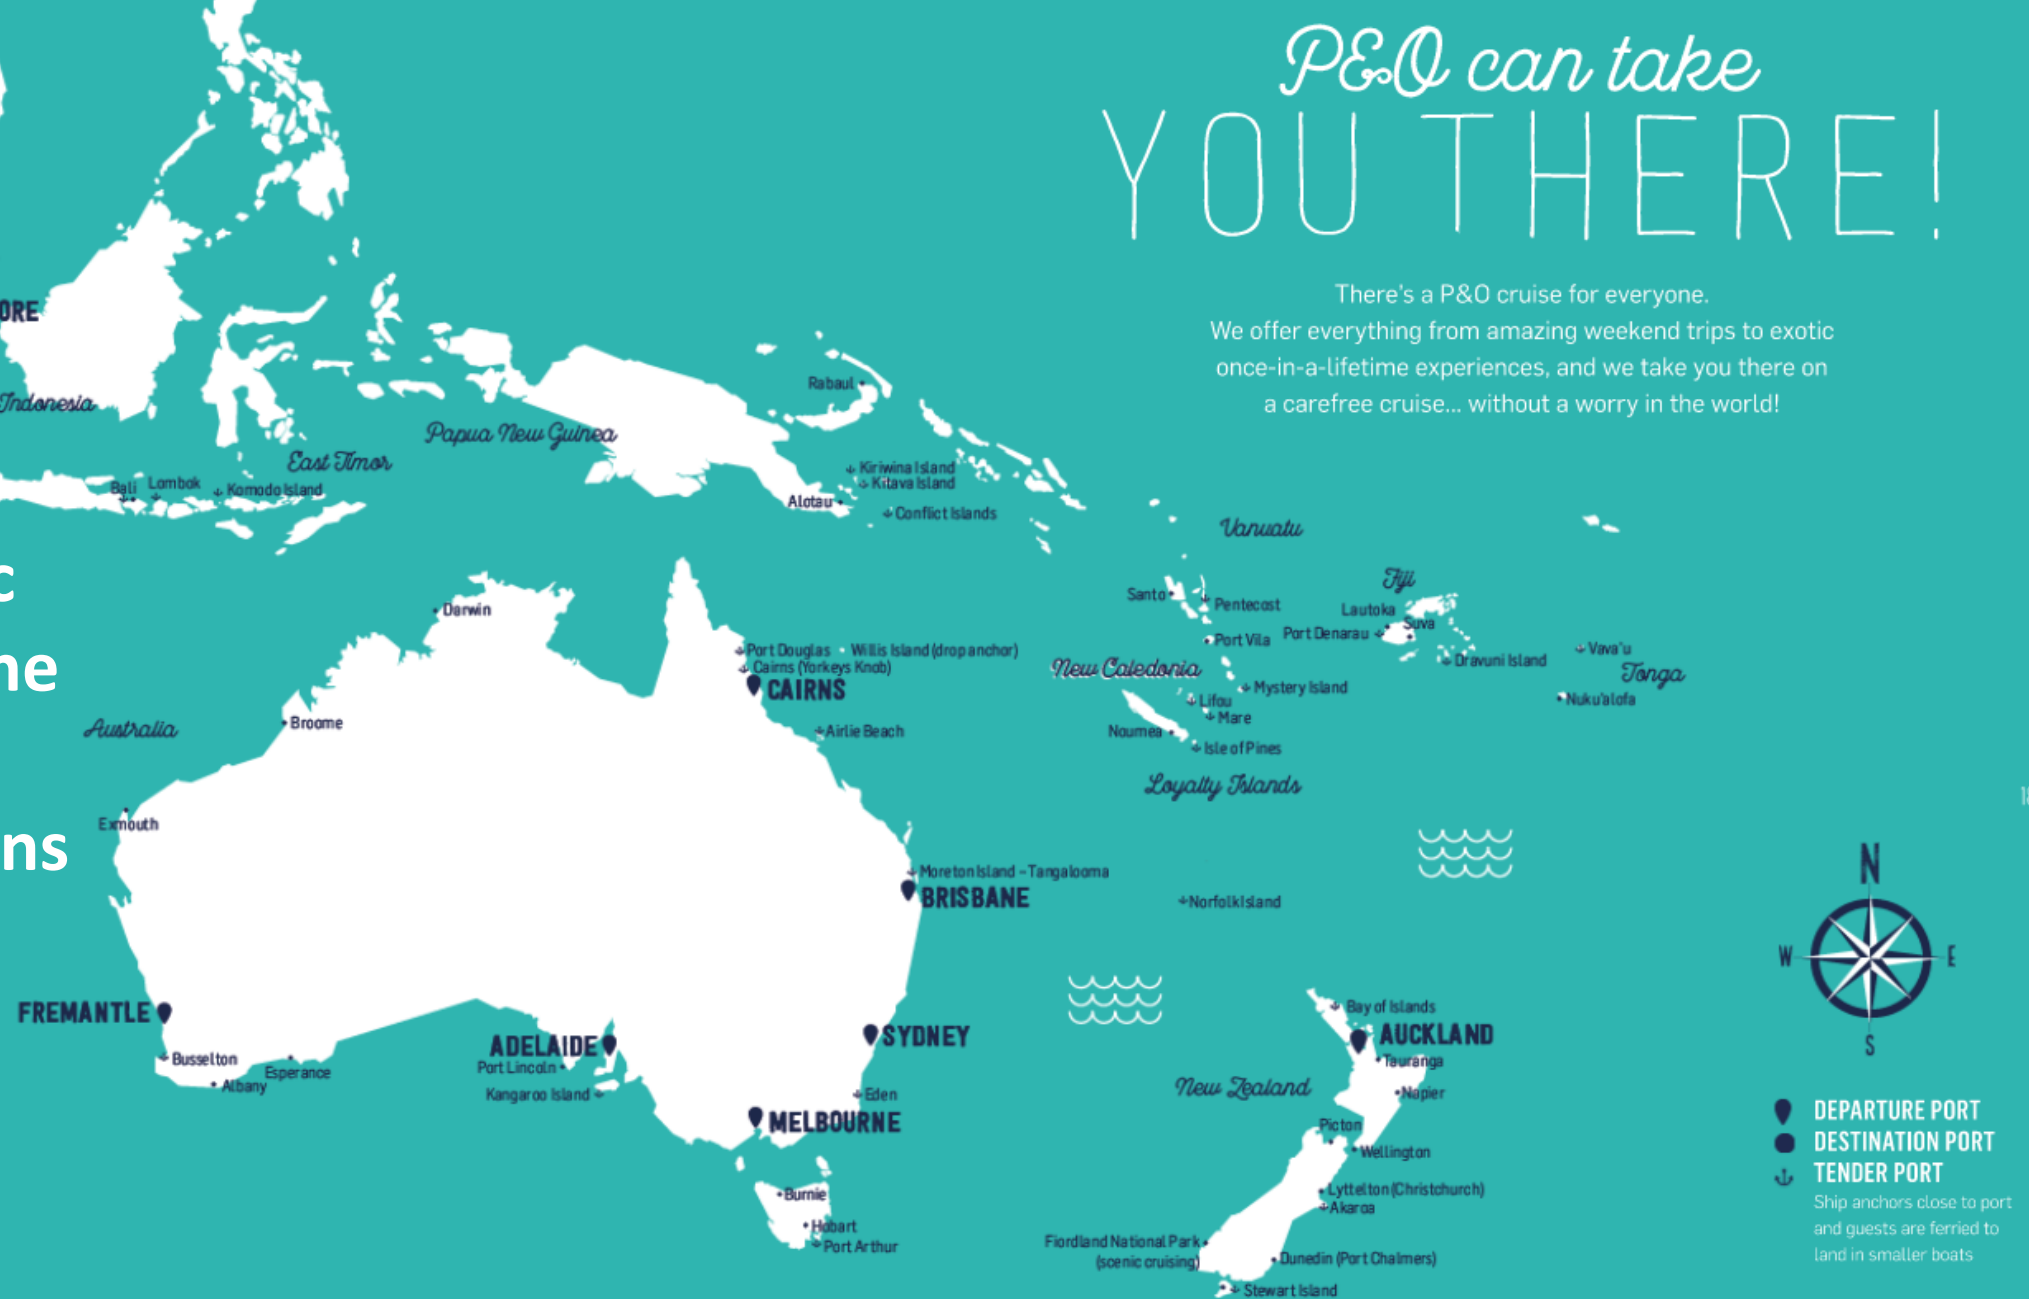 P&O can take
YOU THERE!
There's a P&O cruise for everyone.
We offer everything from amazing weekend trips to exotic
once-in-a-lifetime experiences, and we take you there on
a carefree cruise... without a worry in the world!
ORE
Indonesia
Rabaul
Papua New Guinea
East Timor
Bali
Lombok
Komodo Island
Kiriwina Island
Kitava Island
Alotau
Conflict Islands
c
ne
ns
Vanuatu
Santo
Pentecost
Port Vila
Fiji
Lautoka
Suva
Port Denarau
Dravuni Island
Vava'u
Tonga
Nuku'alofa
Darwin
Port Douglas
Willis Island (drop anchor)
Cairns (Yorkeys Knob)
CAIRNS
New Caledonia
Mystery Island
Lifou
Mare
Noumea
Isle of Pines
Loyalty Islands
Australia
Broome
Airlie Beach
Exmouth
18
Moreton Island - Tangalooma
BRISBANE
Norfolk Island
FREMANTLE
Busselton
Albany
Esperance
ADELAIDE
Port Lincoln
Kangaroo Island
SYDNEY
Eden
MELBOURNE
Burnie
Hobart
Port Arthur
Bay of Islands
AUCKLAND
Tauranga
New Zealand
Napier
Picton
Wellington
Lyttelton (Christchurch)
Akaroa
Fiordland National Park
(scenic cruising)
Dunedin (Port Chalmers)
Stewart Island
N
W
E
S
DEPARTURE PORT
DESTINATION PORT
TENDER PORT
Ship anchors close to port
and guests are ferried to
land in smaller boats